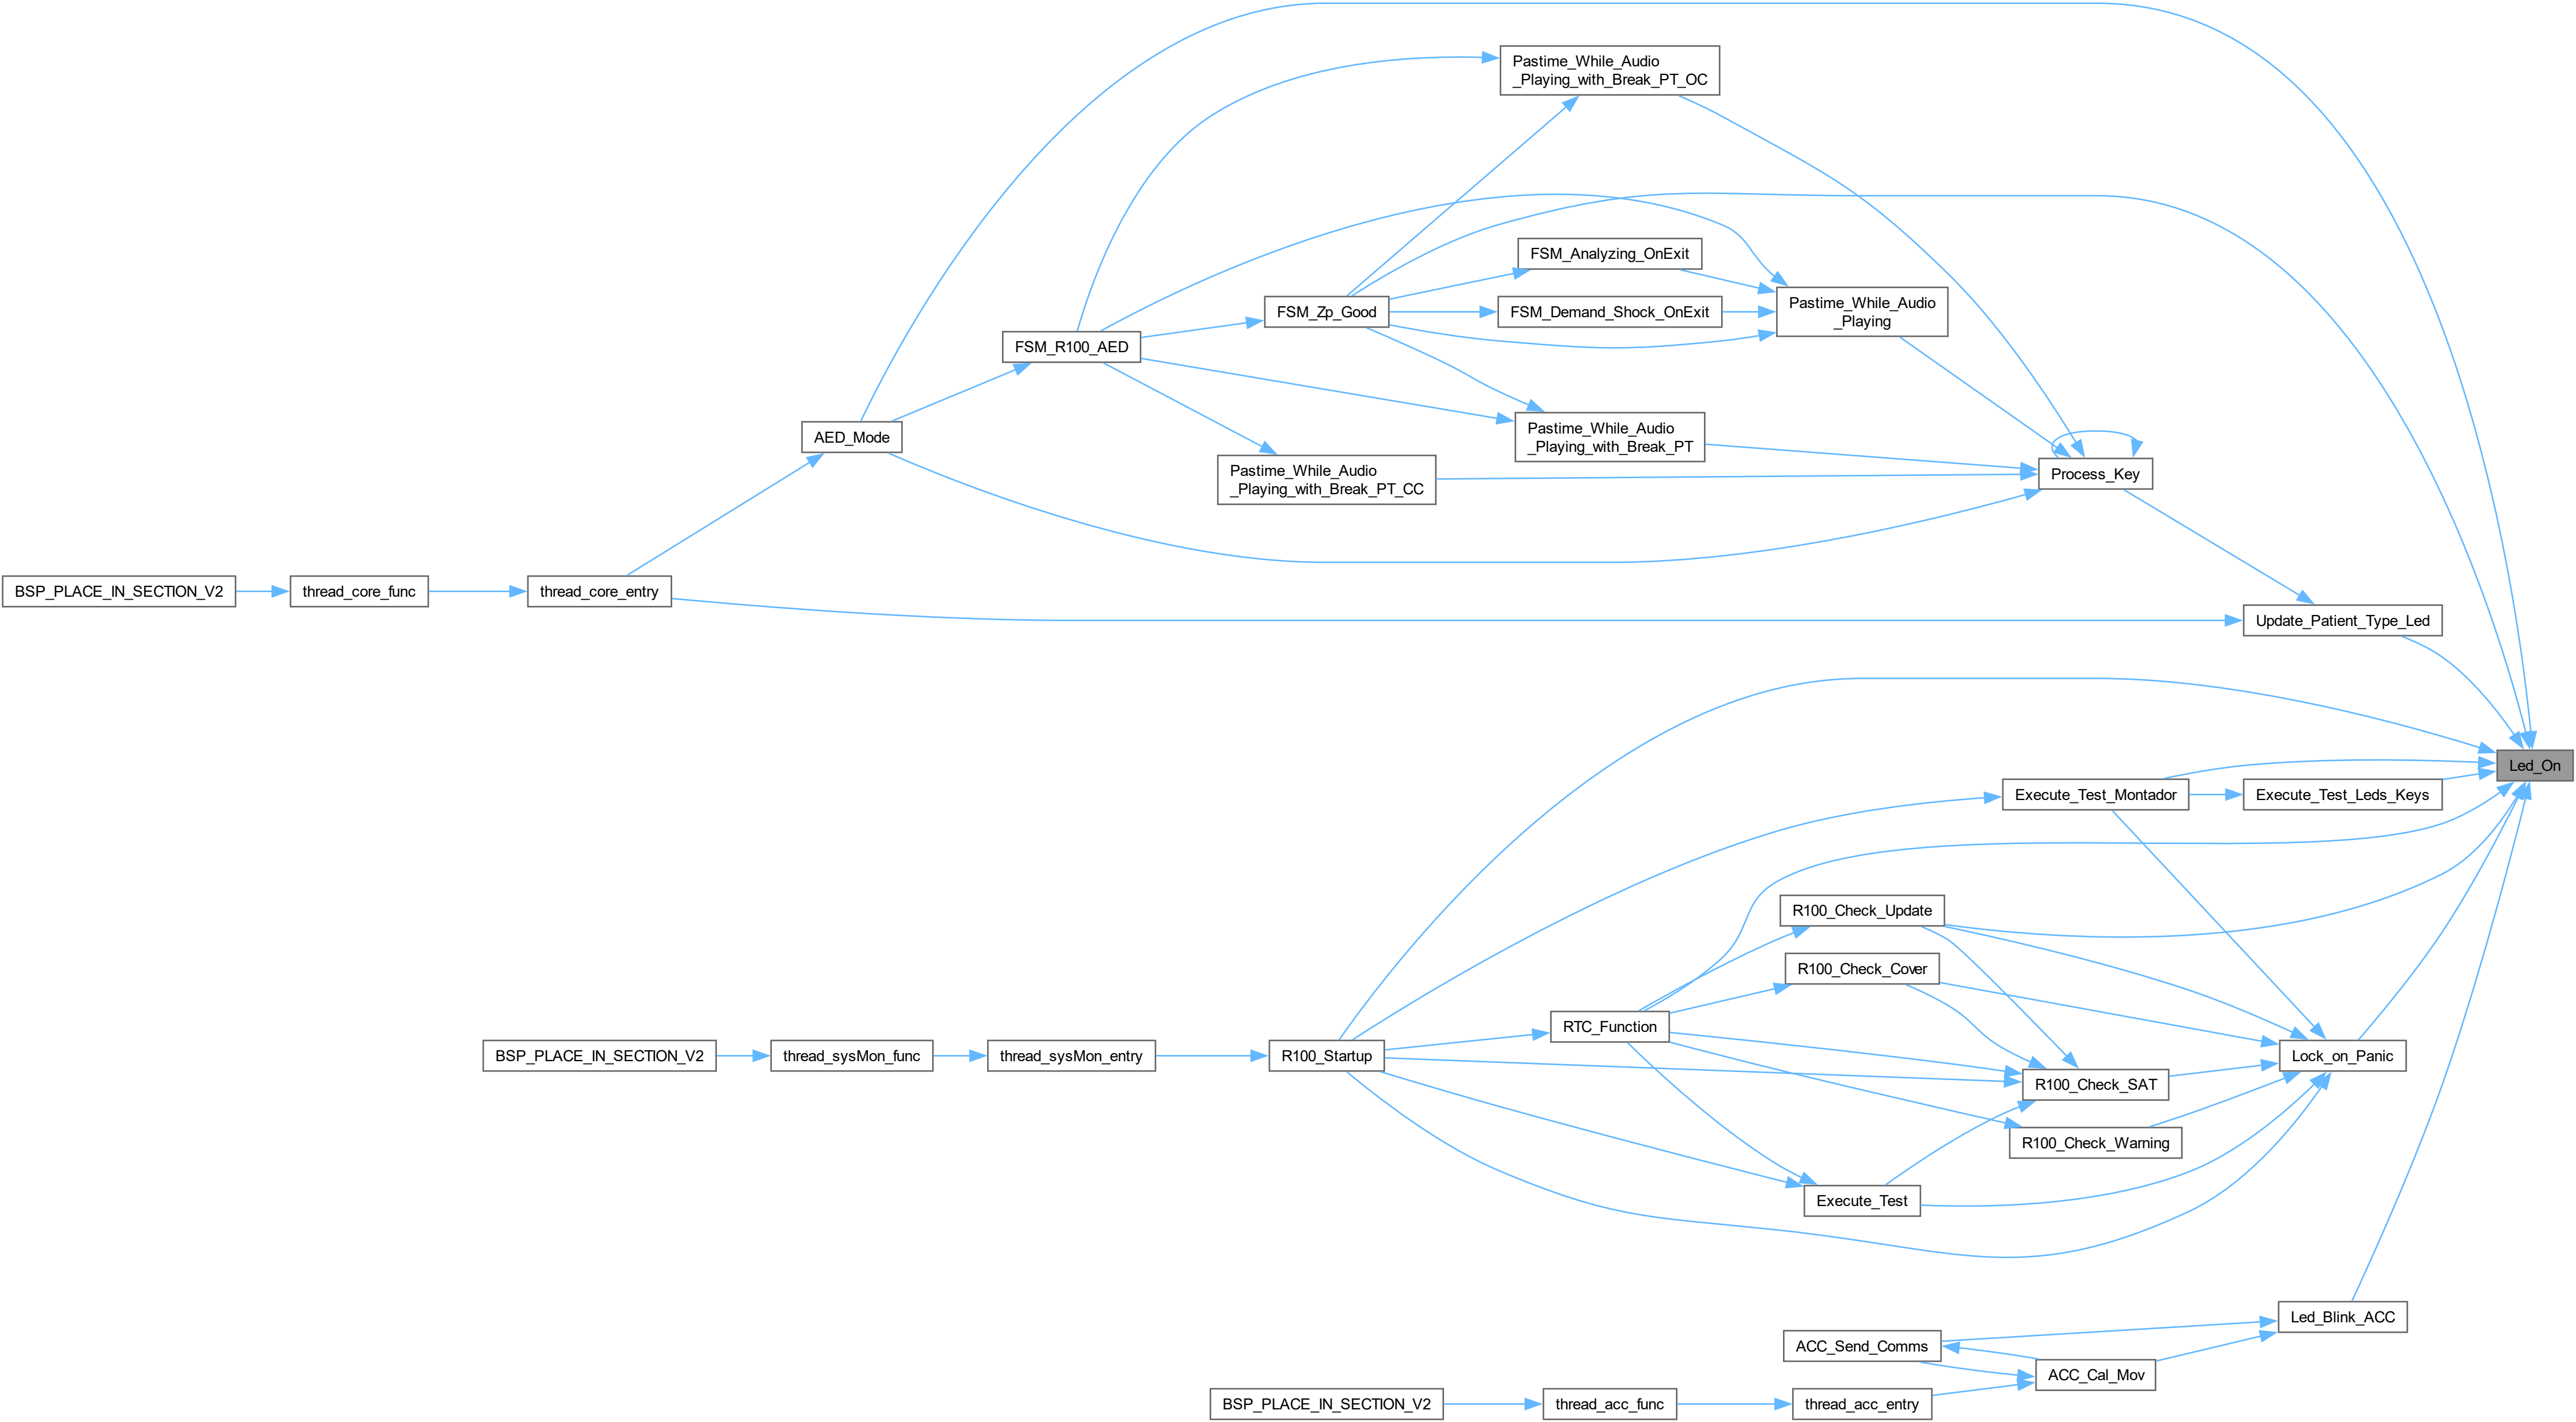 Pastime_While_Audio
_Playing_with_Break_PT_OC
FSM_Analyzing_OnExit
FSM_Zp_Good
FSM_Demand_Shock_OnExit
Pastime_While_Audio
_Playing
FSM_R100_AED
AED_Mode
Pastime_While_Audio
_Playing_with_Break_PT
Pastime_While_Audio
_Playing_with_Break_PT_CC
Process_Key
BSP_PLACE_IN_SECTION_V2
thread_core_func
thread_core_entry
Update_Patient_Type_Led
Led_On
Execute_Test_Montador
Execute_Test_Leds_Keys
R100_Check_Update
R100_Check_Cover
RTC_Function
BSP_PLACE_IN_SECTION_V2
thread_sysMon_func
thread_sysMon_entry
R100_Startup
Lock_on_Panic
R100_Check_SAT
R100_Check_Warning
Execute_Test
Led_Blink_ACC
ACC_Send_Comms
ACC_Cal_Mov
BSP_PLACE_IN_SECTION_V2
thread_acc_func
thread_acc_entry